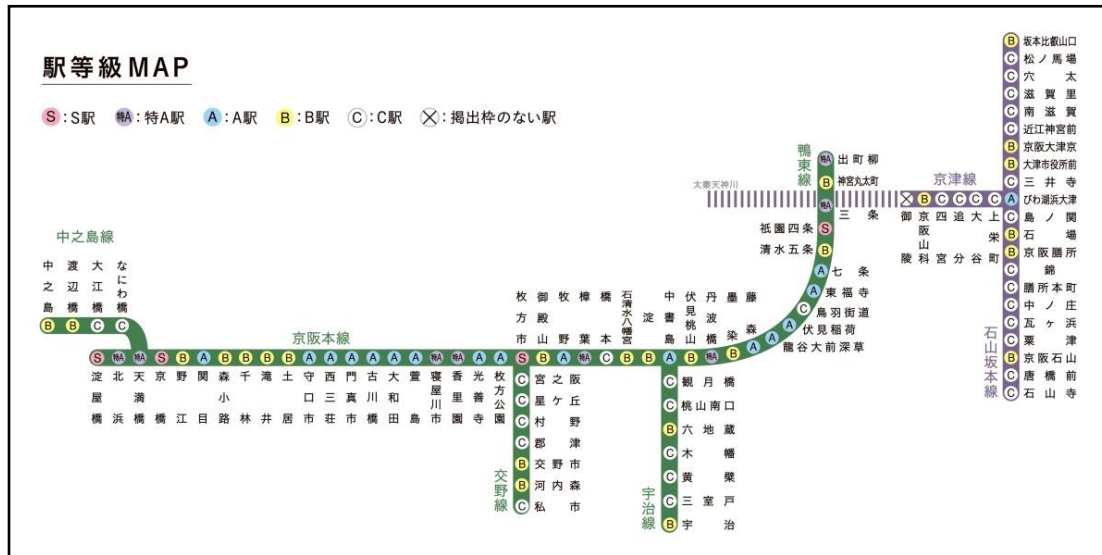 駅等級MAP
S:S駅 特A:特A駅 A:A駅 B:B駅 C:C駅 ×:掲出枠のない駅
中之島線
B 中之島
B 渡辺橋
C 大江橋
C なにわ橋
京阪本線
S 淀屋橋
特A 北浜
特A 天満橋
S 京橋
B 野江
A 関目
B 森小路
B 千林
B 滝井
B 土居
A 守口市
A 西三荘
A 門真市
A 古川橋
A 大和田
A 萱島
特A 寝屋川市
特A 香里園
A 光善寺
A 枚方公園
S 枚方市
B 御殿山
A 牧野
特A 樟葉
C 橋本
B 石清水八幡宮
B 淀
A 中書島
B 伏見桃山
特A 丹波橋
B 墨染
A 藤森
A 龍谷大前深草
A 伏見稲荷
C 鳥羽街道
A 東福寺
A 七条
B 清水五条
S 祇園四条
特A 三条
鴨東線
B 神宮丸太町
特A 出町柳
交野線
C 宮之阪
C 星ケ丘
C 村野
C 郡津
B 交野市
B 河内森
C 私市
宇治線
C 観月橋
C 桃山南口
B 六地蔵
C 木幡
C 黄檗
C 三室戸
B 宇治
太秦天神川
京津線
御陵
B 京阪山科
C 四宮
C 追分
C 大谷
C 上栄町
石山坂本線
B 坂本比叡山口
C 松ノ馬場
C 穴太
C 滋賀里
C 南滋賀
C 近江神宮前
B 京阪大津京
B 大津市役所前
C 三井寺
A びわ湖浜大津
C 島ノ関
B 石場
B 京阪膳所
C 錦
C 膳所本町
C 中ノ庄
C 瓦ヶ浜
C 粟津
B 京阪石山
C 唐橋前
C 石山寺